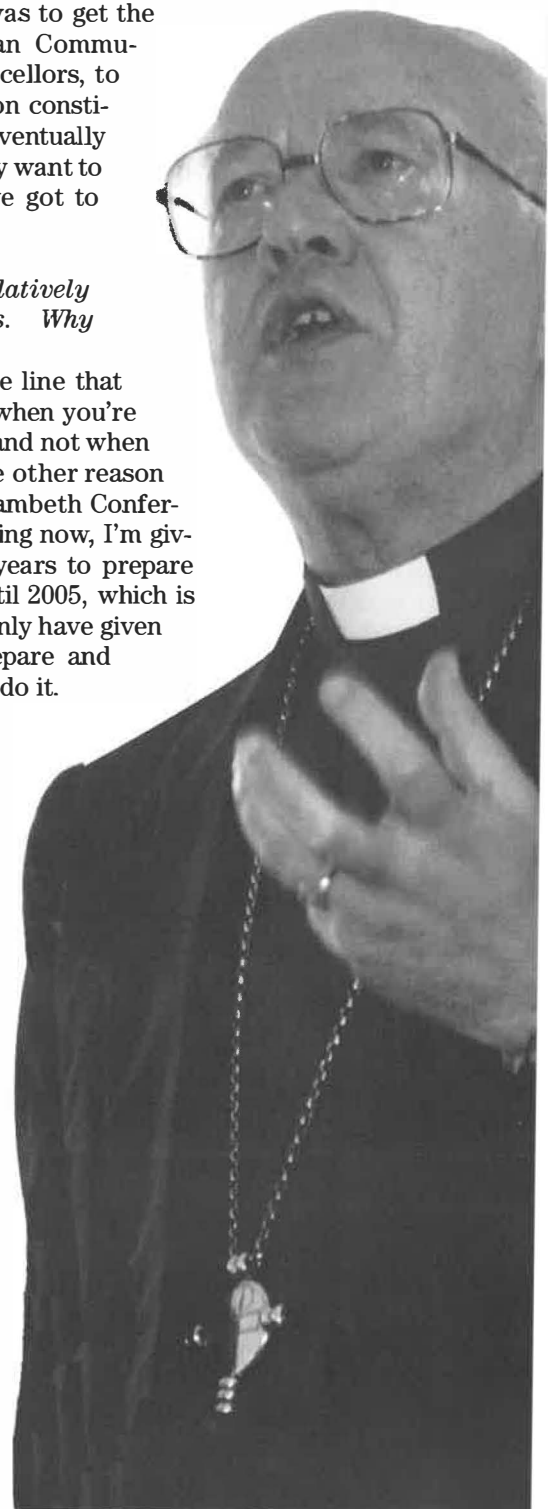 was to get the
an Commu-
cellors, to
on consti-
ventually
y want to
e got to
latively
s. Why
e line that
when you're
and not when
e other reason
ambeth Confer-
ing now, I'm giv-
years to prepare
til 2005, which is
nly have given
epare and
do it.